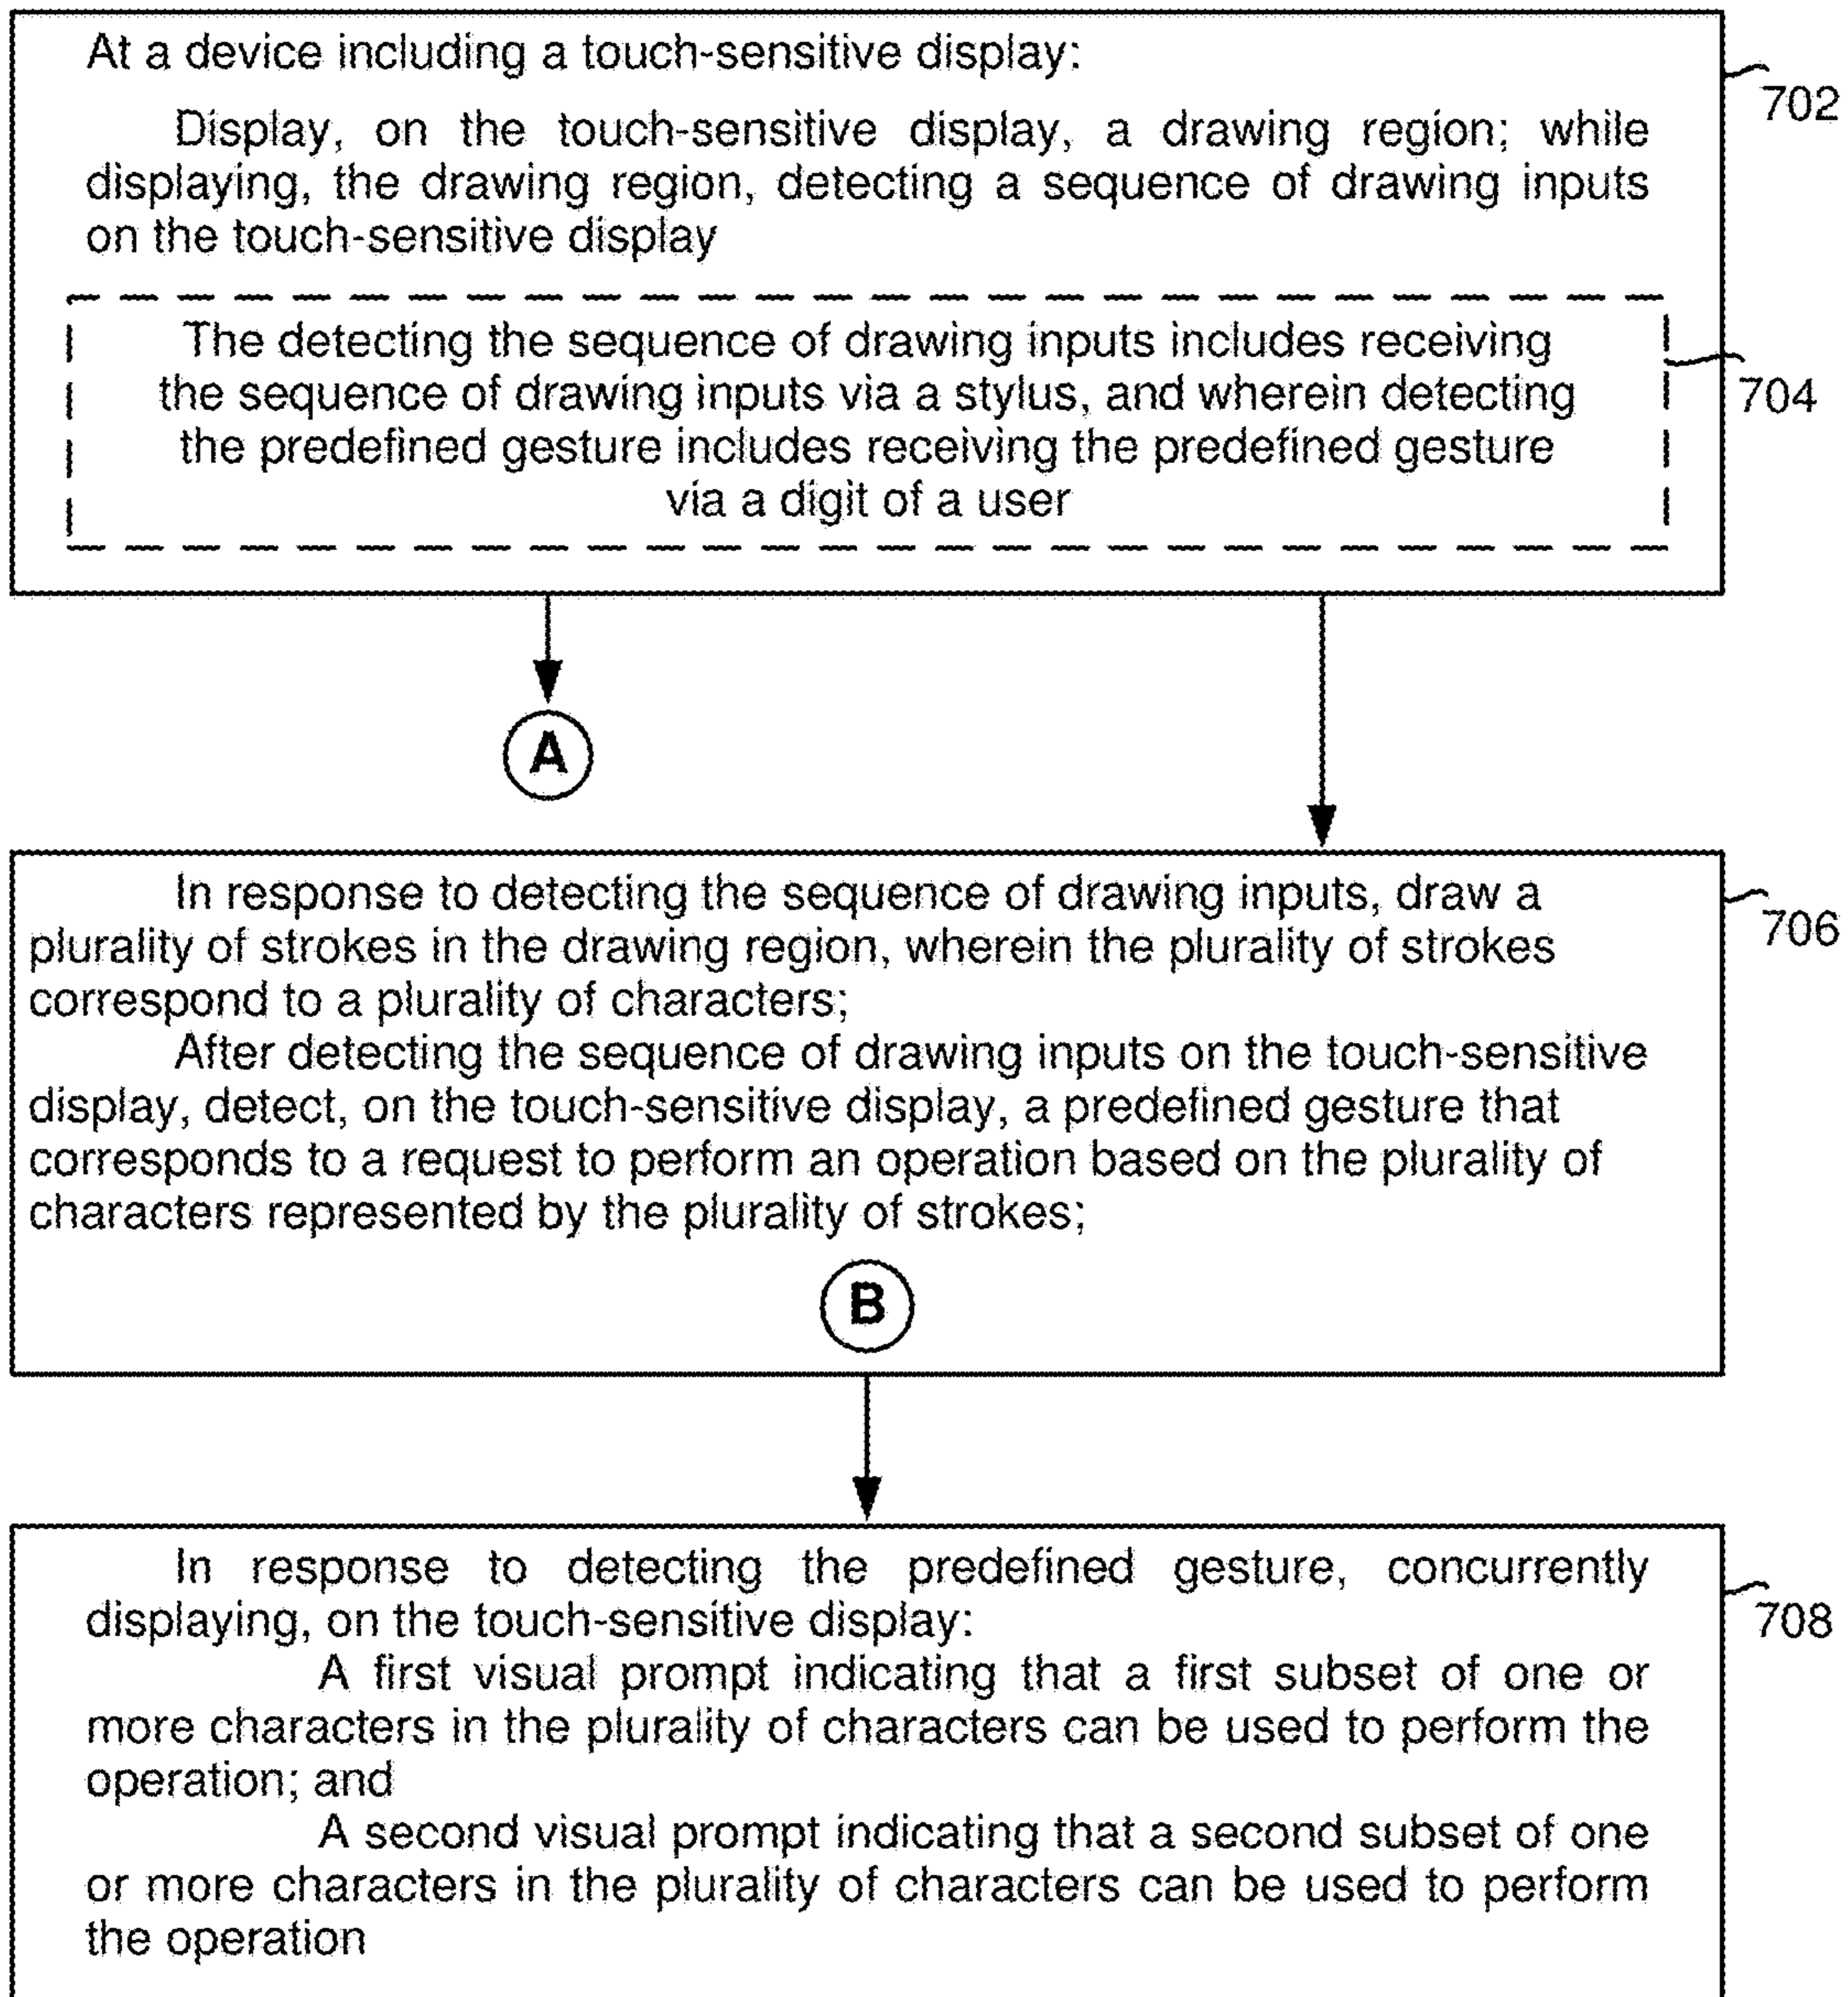 At a device including a touch-sensitive display:
Display, on the touch-sensitive display, a drawing region; while
displaying, the drawing region, detecting a sequence of drawing inputs
on the touch-sensitive display
702
The detecting the sequence of drawing inputs includes receiving
the sequence of drawing inputs via a stylus, and wherein detecting
the predefined gesture includes receiving the predefined gesture
via a digit of a user
704
A
In response to detecting the sequence of drawing inputs, draw a
plurality of strokes in the drawing region, wherein the plurality of strokes
correspond to a plurality of characters;
After detecting the sequence of drawing inputs on the touch-sensitive
display, detect, on the touch-sensitive display, a predefined gesture that
corresponds to a request to perform an operation based on the plurality of
characters represented by the plurality of strokes;
706
B
In response to detecting the predefined gesture, concurrently
displaying, on the touch-sensitive display:
A first visual prompt indicating that a first subset of one or
more characters in the plurality of characters can be used to perform the
operation; and
A second visual prompt indicating that a second subset of one
or more characters in the plurality of characters can be used to perform
the operation
708